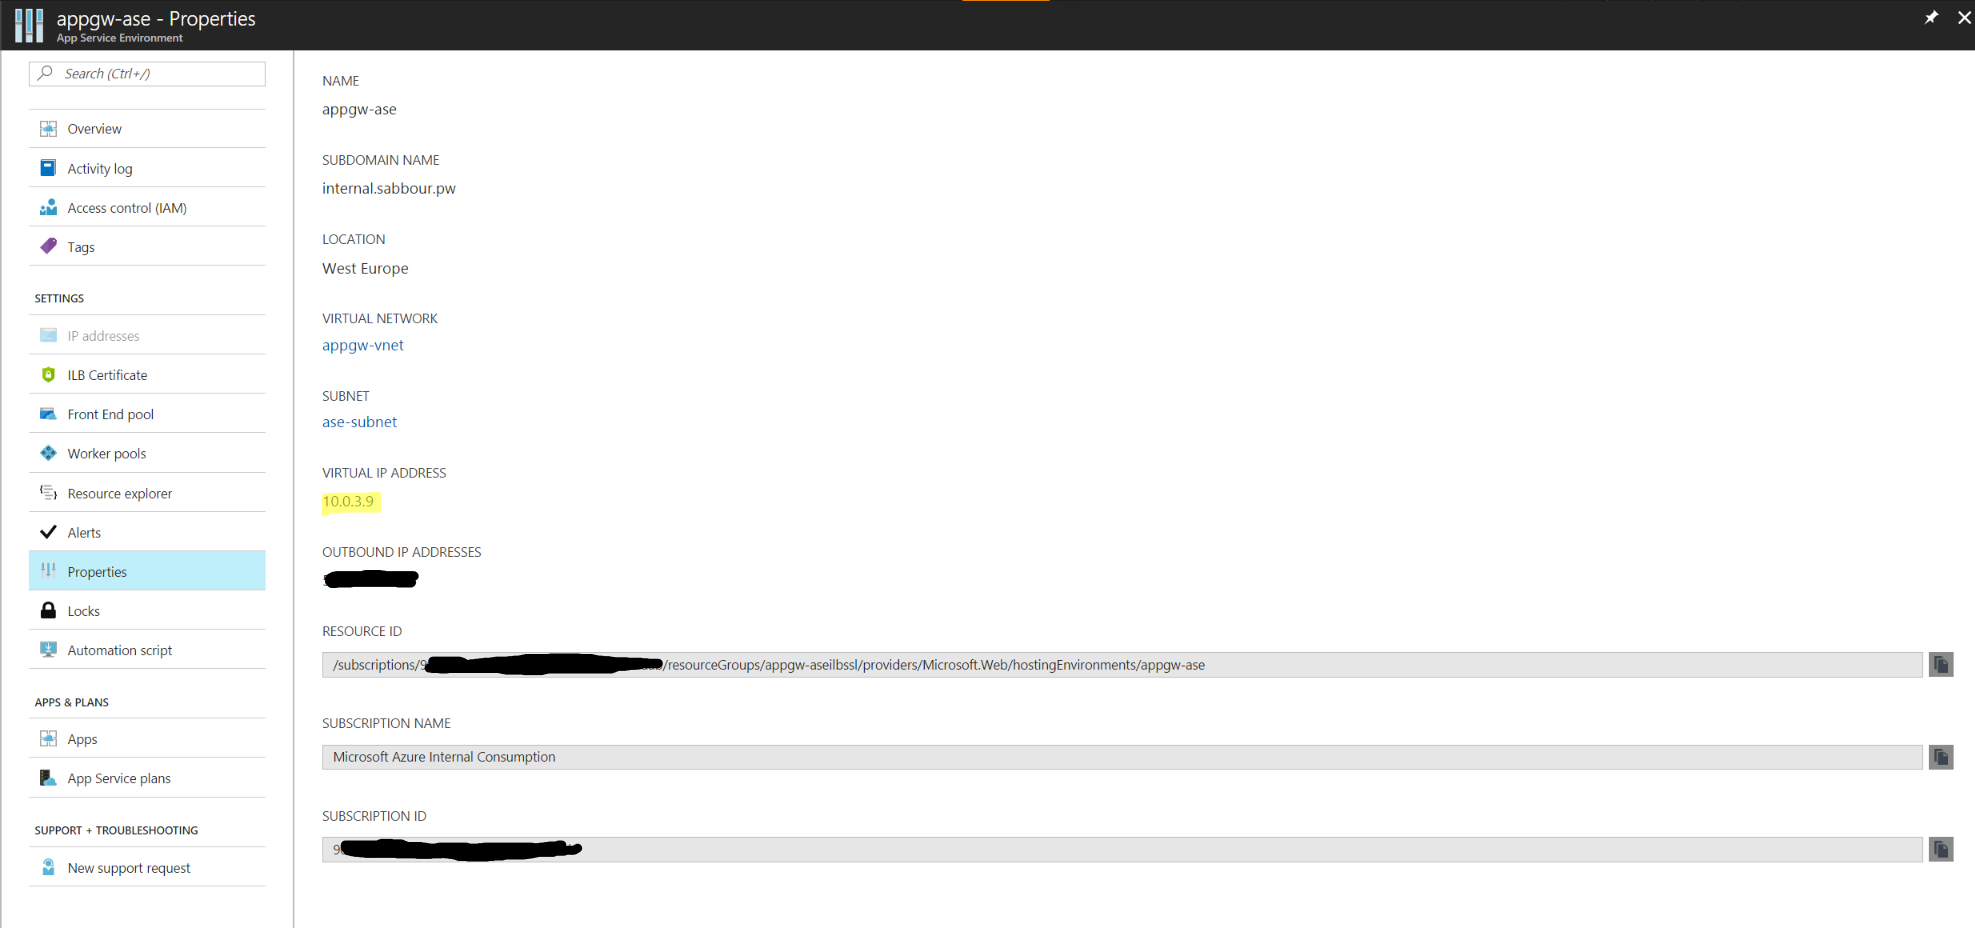 appgw-ase - Properties
App Service Environment
Search (Ctrl+/)
Overview
Activity log
Access control (IAM)
Tags
SETTINGS
IP addresses
ILB Certificate
Front End pool
Worker pools
Resource explorer
Alerts
Properties
Locks
Automation script
APPS & PLANS
Apps
App Service plans
SUPPORT + TROUBLESHOOTING
New support request
NAME
appgw-ase
SUBDOMAIN NAME
internal.sabbour.pw
LOCATION
West Europe
VIRTUAL NETWORK
appgw-vnet
SUBNET
ase-subnet
VIRTUAL IP ADDRESS
10.0.3.9
OUTBOUND IP ADDRESSES
RESOURCE ID
/subscriptions/9 /resourceGroups/appgw-aseilbssl/providers/Microsoft.Web/hostingEnvironments/appgw-ase
SUBSCRIPTION NAME
Microsoft Azure Internal Consumption
SUBSCRIPTION ID
9